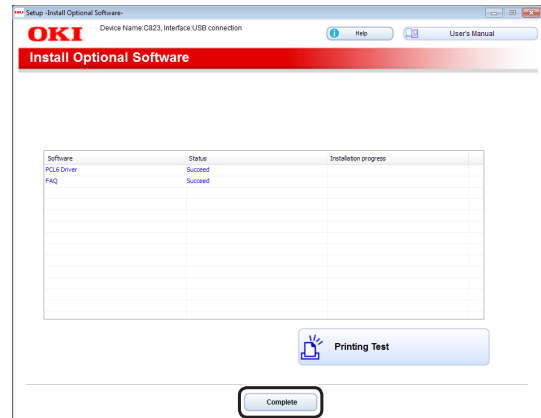 OKI Setup -Install Optional Software-
OKI Device Name:C823, Interface:USB connection Help User's Manual
Install Optional Software
Software Status Installation progress
PCL6 Driver Succeed
FAQ Succeed
Printing Test
Complete